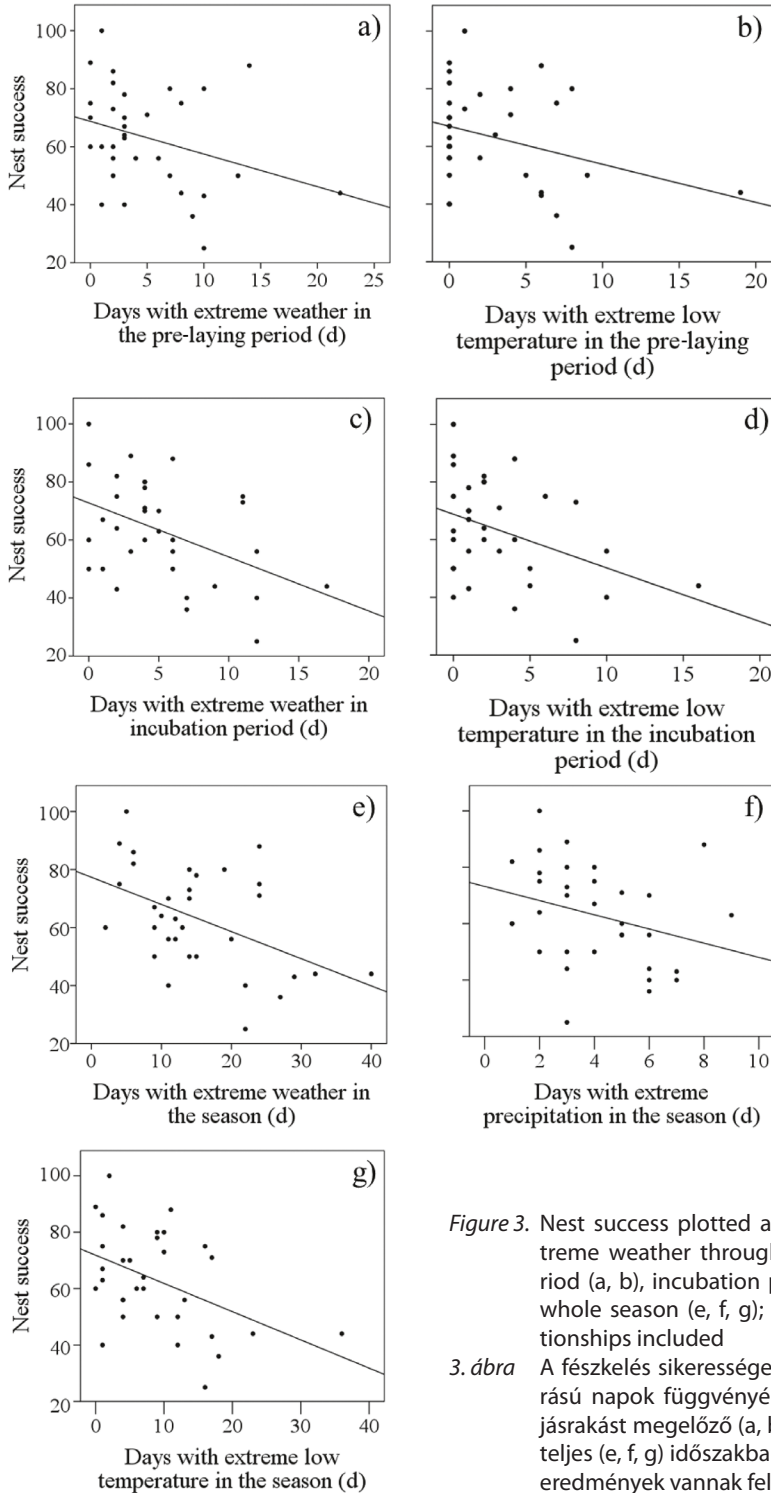 a)
Nest success
100
80
60
40
20
0 5 10 15 20 25
Days with extreme weather in
the pre-laying period (d)
b)
0 5 10 15 20
Days with extreme low
temperature in the pre-laying
period (d)
c)
Nest success
100
80
60
40
20
0 5 10 15 20
Days with extreme weather in
incubation period (d)
d)
0 5 10 15 20
Days with extreme low
temperature in the incubation
period (d)
e)
Nest success
100
80
60
40
20
0 10 20 30 40
Days with extreme weather in
the season (d)
f)
0 2 4 6 8 10
Days with extreme
precipitation in the season (d)
g)
Nest success
100
80
60
40
20
0 10 20 30 40
Days with extreme low
temperature in the season (d)
Figure 3. Nest success plotted a
treme weather through
riod (a, b), incubation p
whole season (e, f, g);
tionships included
3. ábra A fészkelés sikeressége
rású napok függvényé
jásrakást megelőző (a, b
teljes (e, f, g) időszakba
eredmények vannak fel